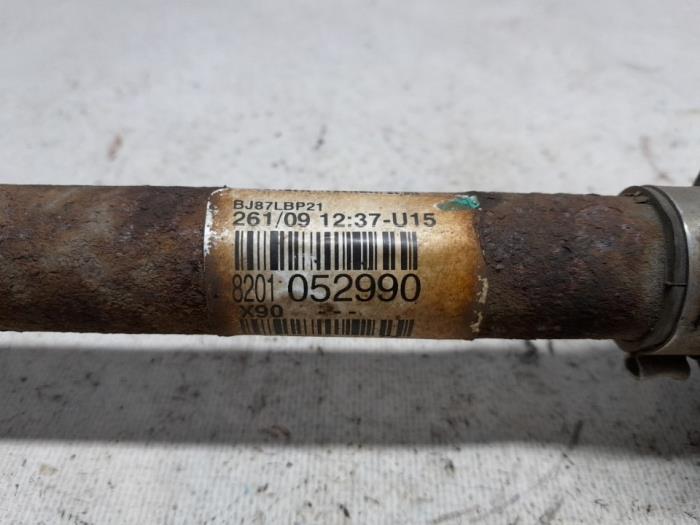 BJ87LBP21
261/09 12:37-U15
8201 052990
X90 -- -